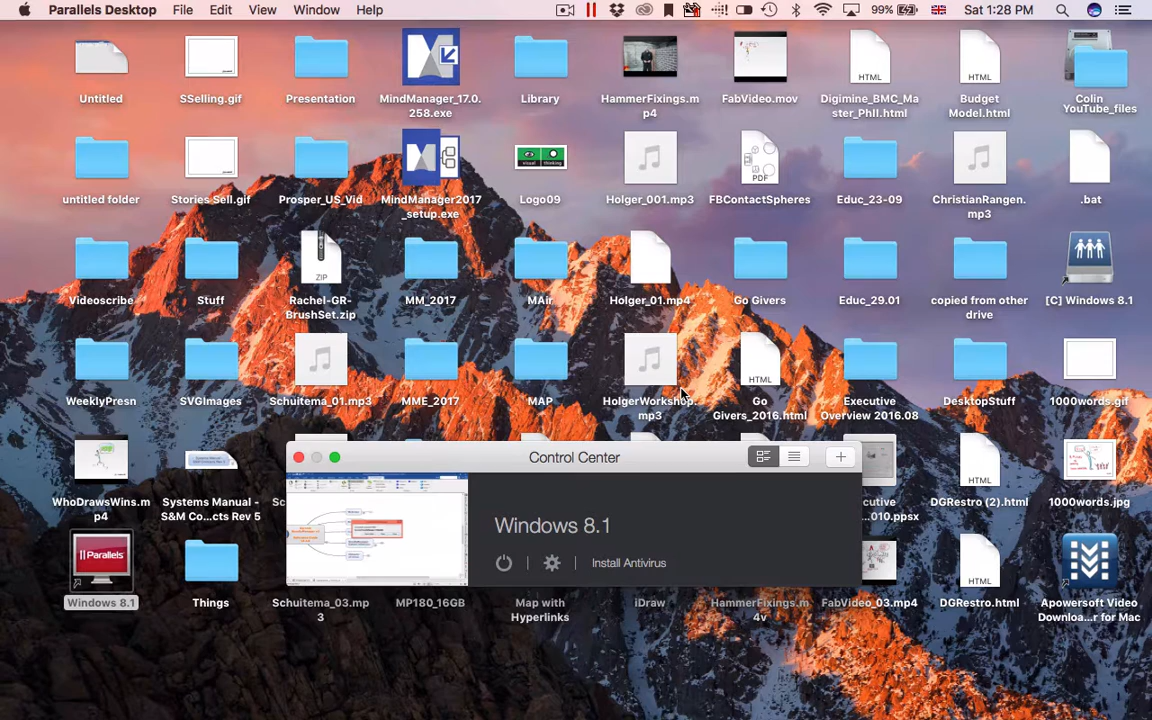 Parallels Desktop File Edit View Window Help 99% Sat 1:28 PM
Untitled
SSelling.gif
Presentation
MindManager_17.0.
258.exe
Library
HammerFixings.m
p4
FabVideo.mov
Digimine_BMC_Ma
ster_PhII.html
HTML
Budget
Model.html
HTML
Colin
YouTube_files
untitled folder
Stories Sell.gif
Prosper_US_Vid
MindManager2017
_setup.exe
visual thinking
Logo09
Holger_001.mp3
PDF
FBContactSpheres
Educ_23-09
ChristianRangen.
mp3
.bat
Videoscribe
Stuff
ZIP
Rachel-GR-
BrushSet.zip
MM_2017
MAir
Holger_01.mp4
Go Givers
Educ_29.01
copied from other
drive
[C] Windows 8.1
WeeklyPresn
SVGImages
Schuitema_01.mp3
MME_2017
MAP
HolgerWorkshop.
mp3
HTML
Go
Givers_2016.html
Executive
Overview 2016.08
DesktopStuff
1000words.gif
Control Center
WhoDrawsWins.m
p4
Systems Manual -
S&M Co...cts Rev 5
Sc
cutive
010.ppsx
HTML
DGRestro (2).html
1000words.jpg
Windows 8.1
Install Antivirus
Parallels
Windows 8.1
Things
Schuitema_03.mp
3
MP180_16GB
Map with
Hyperlinks
iDraw
HammerFixings.m
4v
FabVideo_03.mp4
HTML
DGRestro.html
Apowersoft Video
Downloa...r for Mac